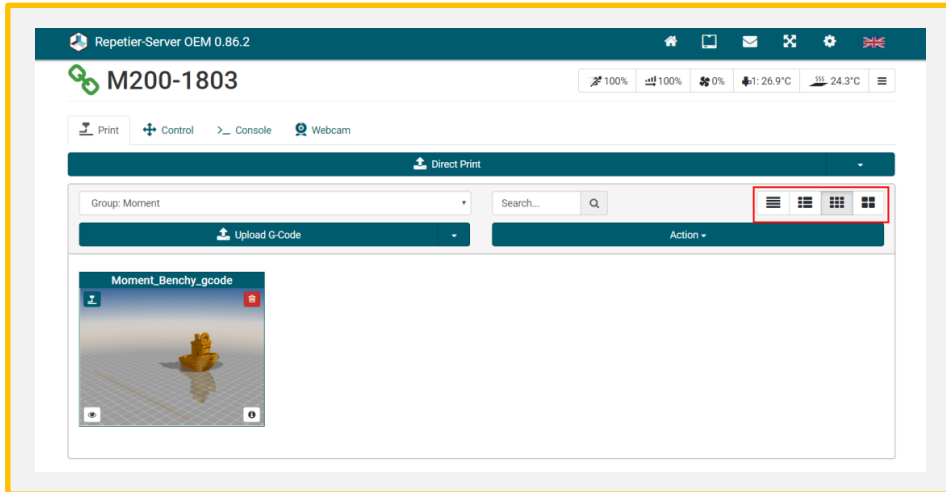 Repetier-Server OEM 0.86.2
M200-1803
100% 100% 0% 1: 26.9°C 24.3°C
Print Control >_ Console Webcam
Direct Print
Group: Moment Search...
Upload G-Code Action
Moment_Benchy_gcode